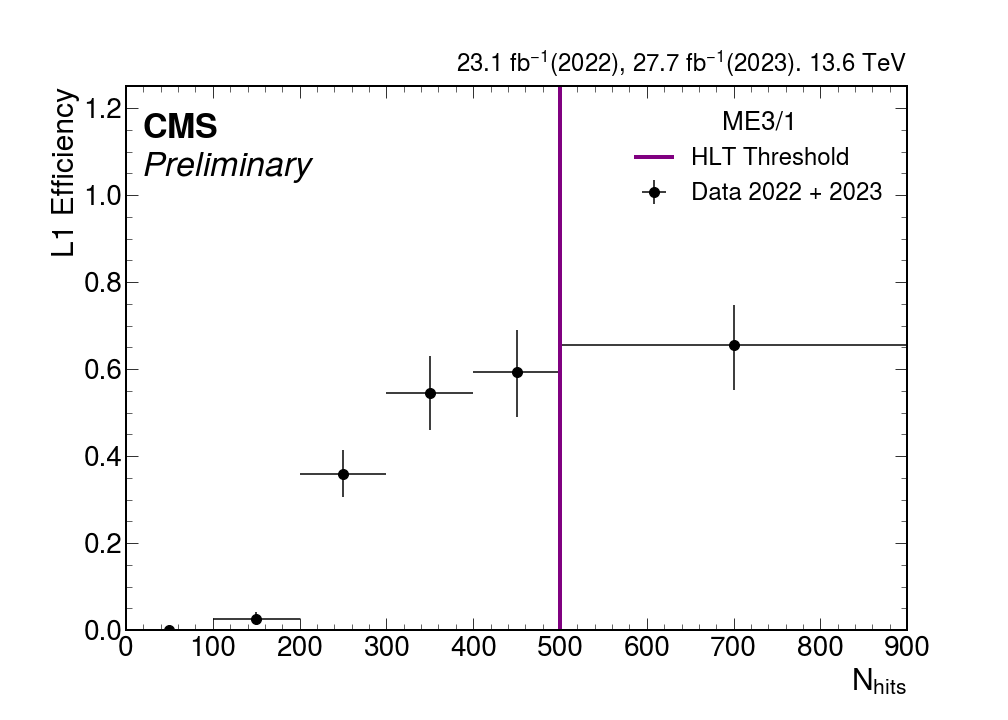 23.1 fb⁻¹(2022), 27.7 fb⁻¹(2023). 13.6 TeV
CMS
Preliminary
ME3/1
HLT Threshold
Data 2022 + 2023
L1 Efficiency
1.2
1.0
0.8
0.6
0.4
0.2
0.0
0 100 200 300 400 500 600 700 800 900
N_hits